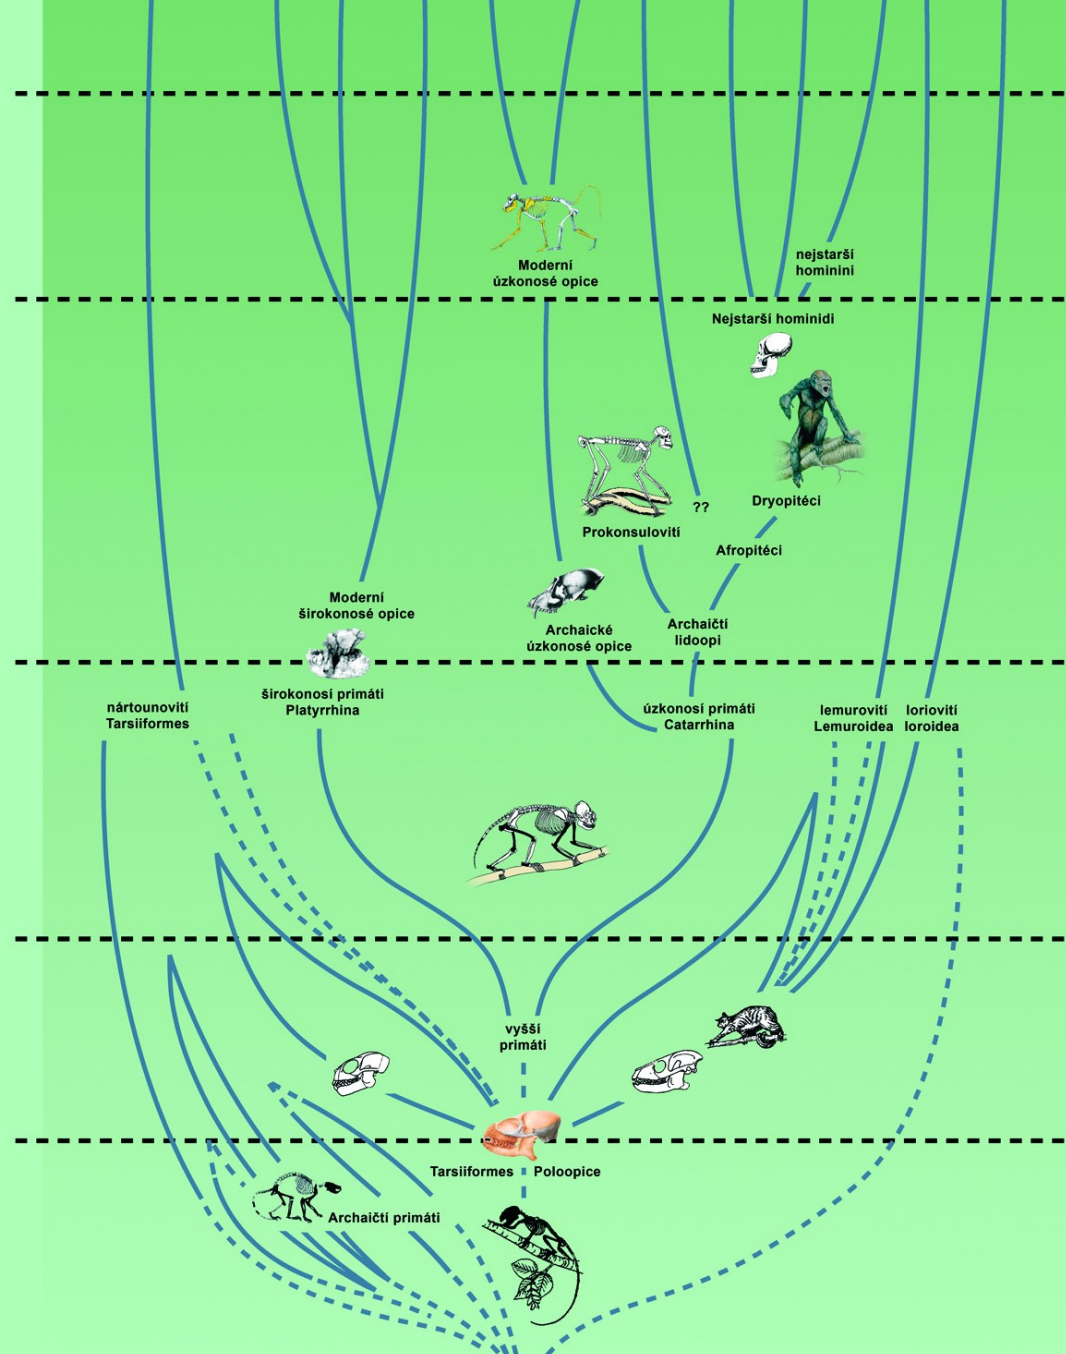 nejstarší
hominini
Moderní
úzkonosé opice
Nejstarší hominidi
Dryopitéci
??
Prokonsulovití
Afropitéci
Moderní
širokonosé opice
Archaičtí
lidoopi
Archaické
úzkonosé opice
širokonosí primáti
Platyrrhina
nártounovití
Tarsiiformes
úzkonosí primáti
Catarrhina
lemurovití
Lemuroidea
loriovití
loroidea
vyšší
primáti
Tarsiiformes
Poloopice
Archaičtí primáti